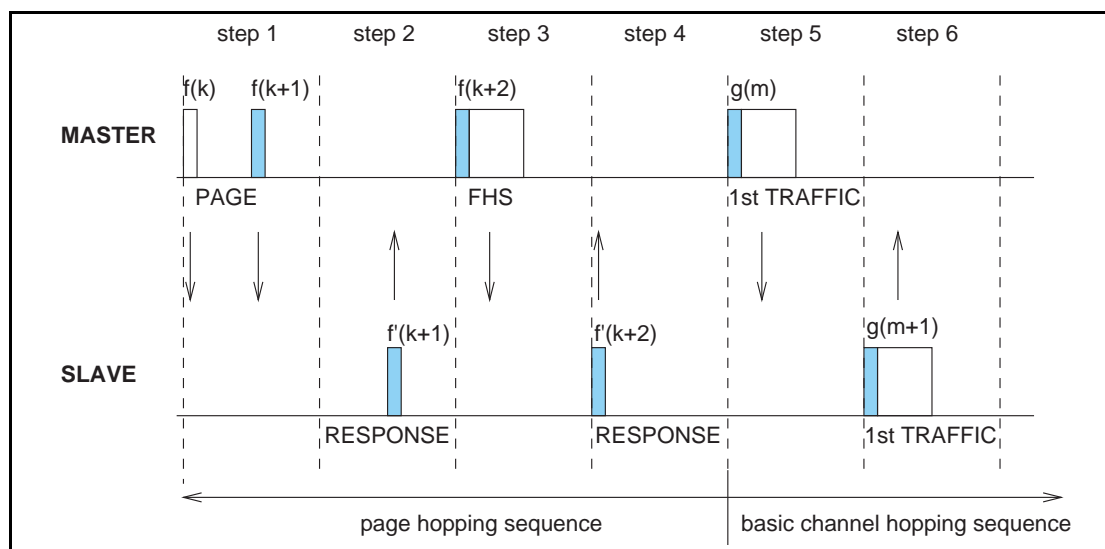 step 1 step 2 step 3 step 4 step 5 step 6
f(k) f(k+1) f(k+2) g(m)
MASTER
PAGE FHS 1st TRAFFIC
f'(k+1) f'(k+2) g(m+1)
SLAVE
RESPONSE RESPONSE 1st TRAFFIC
page hopping sequence basic channel hopping sequence